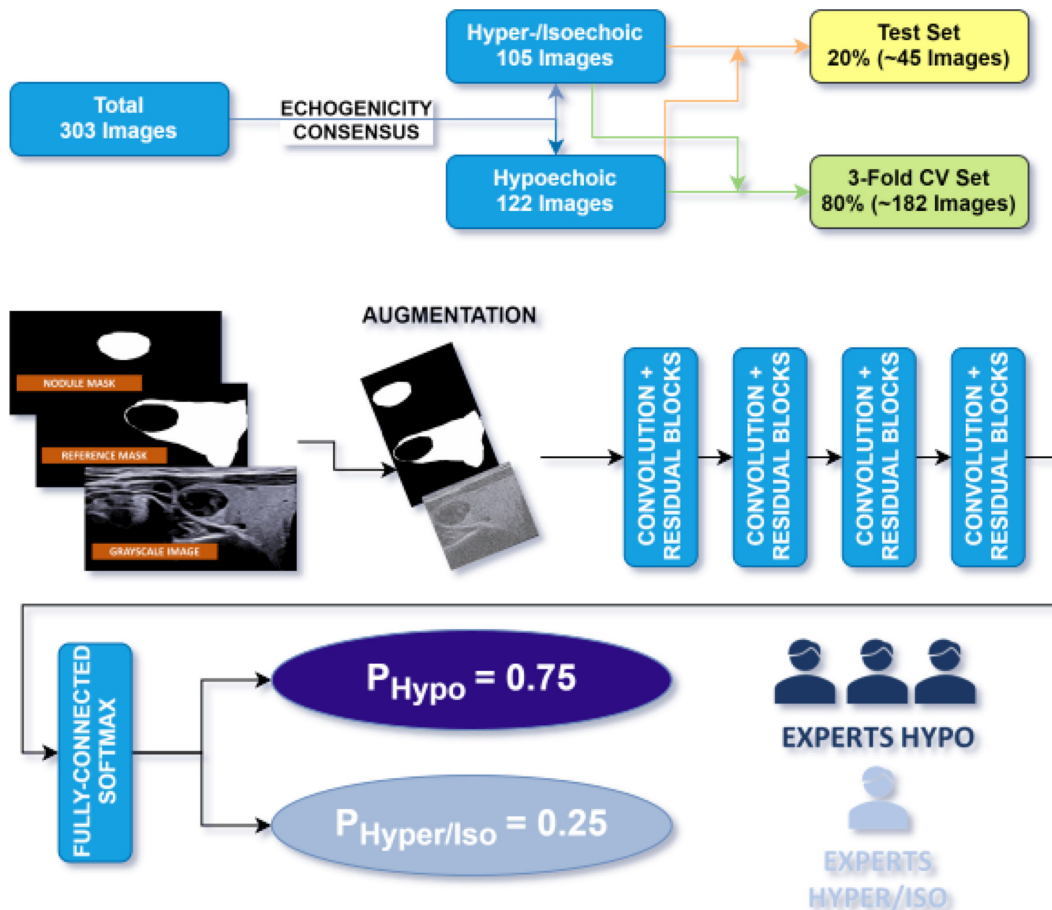 Total
303 Images
ECHOGENICITY
CONSENSUS
Hyper-/Isoechoic
105 Images
Hypoechoic
122 Images
Test Set
20% (~45 Images)
3-Fold CV Set
80% (~182 Images)
NODULE MASK
REFERENCE MASK
GRAYSCALE IMAGE
AUGMENTATION
CONVOLUTION +
RESIDUAL BLOCKS
CONVOLUTION +
RESIDUAL BLOCKS
CONVOLUTION +
RESIDUAL BLOCKS
CONVOLUTION +
RESIDUAL BLOCKS
FULLY-CONNECTED
SOFTMAX
PHypo = 0.75
PHyper/Iso = 0.25
EXPERTS HYPO
EXPERTS
HYPER/ISO